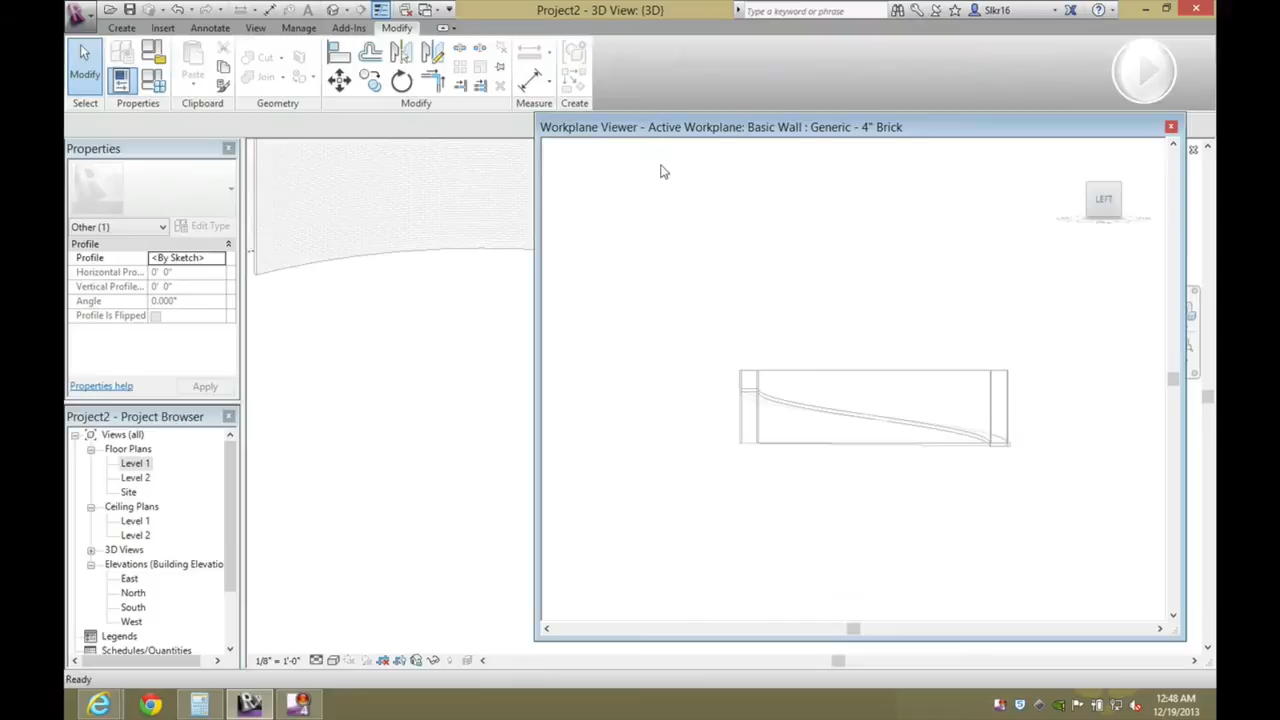 Project2 - 3D View: {3D}
Type a keyword or phrase
Slkr16
Create Insert Annotate View Manage Add-Ins Modify
Modify
Paste
Cut
Join
Select Properties Clipboard Geometry Modify Measure Create
Workplane Viewer - Active Workplane: Basic Wall : Generic - 4" Brick
Properties
LEFT
Other (1)
Edit Type
Profile
Profile <By Sketch>
Horizontal Pro... 0' 0"
Vertical Profile... 0' 0"
Angle 0.000°
Profile Is Flipped
Properties help
Apply
Project2 - Project Browser
Views (all)
Floor Plans
Level 1
Level 2
Site
Ceiling Plans
Level 1
Level 2
3D Views
Elevations (Building Elevatio
East
North
South
West
Legends
Schedules/Quantities
1/8" = 1'-0"
Ready
12:48 AM
12/19/2013